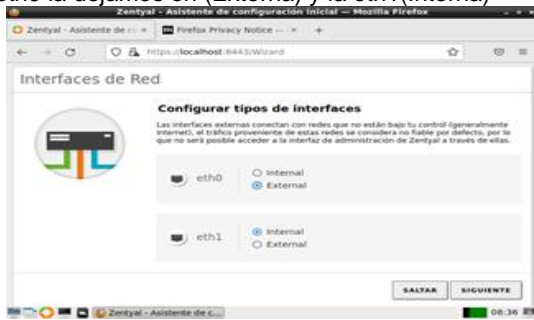 la dejamos en (Externa) y la eth1(Interna)
Zentyal - Asistente de configuración inicial — Mozilla Firefox
Zentyal - Asistente de co
Firefox Privacy Notice —
https://localhost:8443/Wizard
Interfaces de Red
Configurar tipos de interfaces
Las interfaces externas conectan con redes que no están bajo tu control (generalmente
Internet), el tráfico proveniente de estas redes se considera no fiable por defecto, por lo
que no será posible acceder a la interfaz de administración de Zentyal a través de ellas.
eth0
Internal
External
eth1
Internal
External
SALTAR
SIGUIENTE
Zentyal - Asistente de c...
08:36